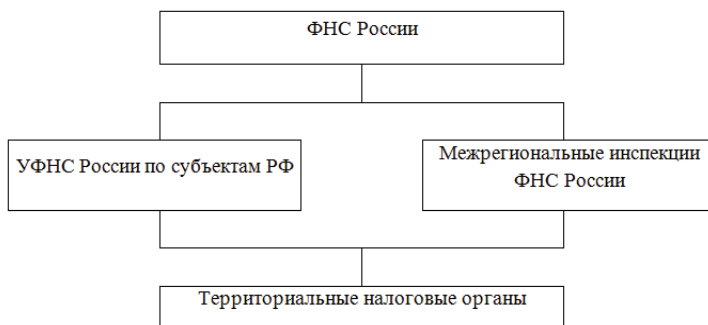 ФНС России
УФНС России по субъектам РФ
Межрегиональные инспекции
ФНС России
Территориальные налоговые органы